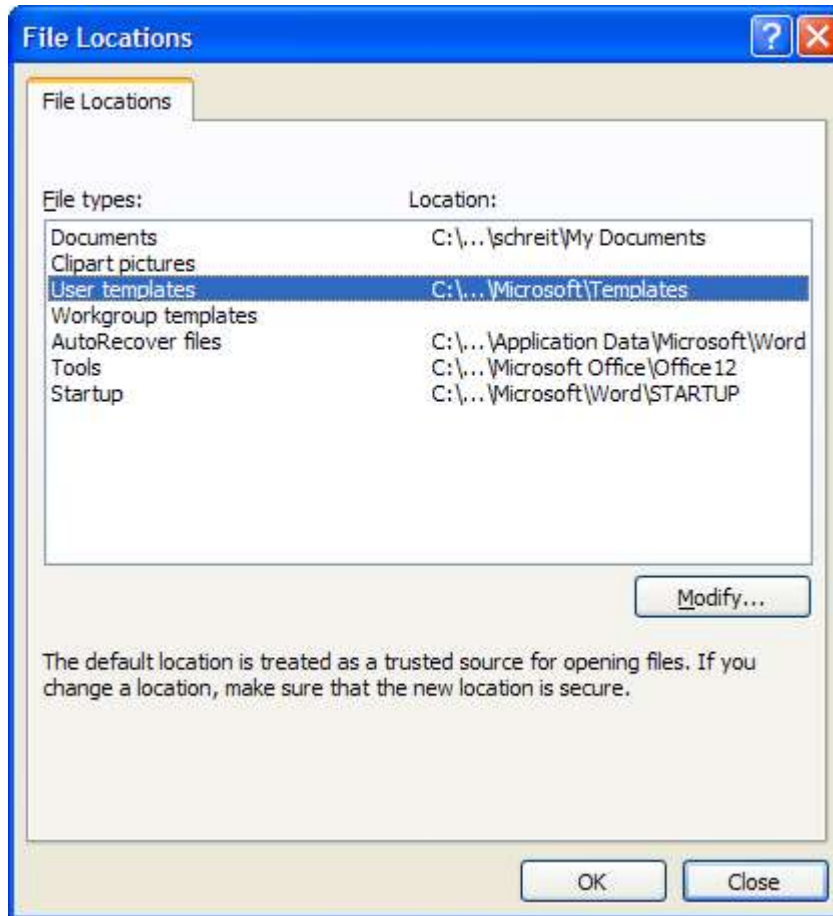 File Locations
File Locations
File types: Location:
Documents C:\...\schreit\My Documents
Clipart pictures
User templates C:\...\Microsoft\Templates
Workgroup templates
AutoRecover files C:\...\Application Data\Microsoft\Word
Tools C:\...\Microsoft Office\Office12
Startup C:\...\Microsoft\Word\STARTUP
Modify...
The default location is treated as a trusted source for opening files. If you
change a location, make sure that the new location is secure.
OK Close